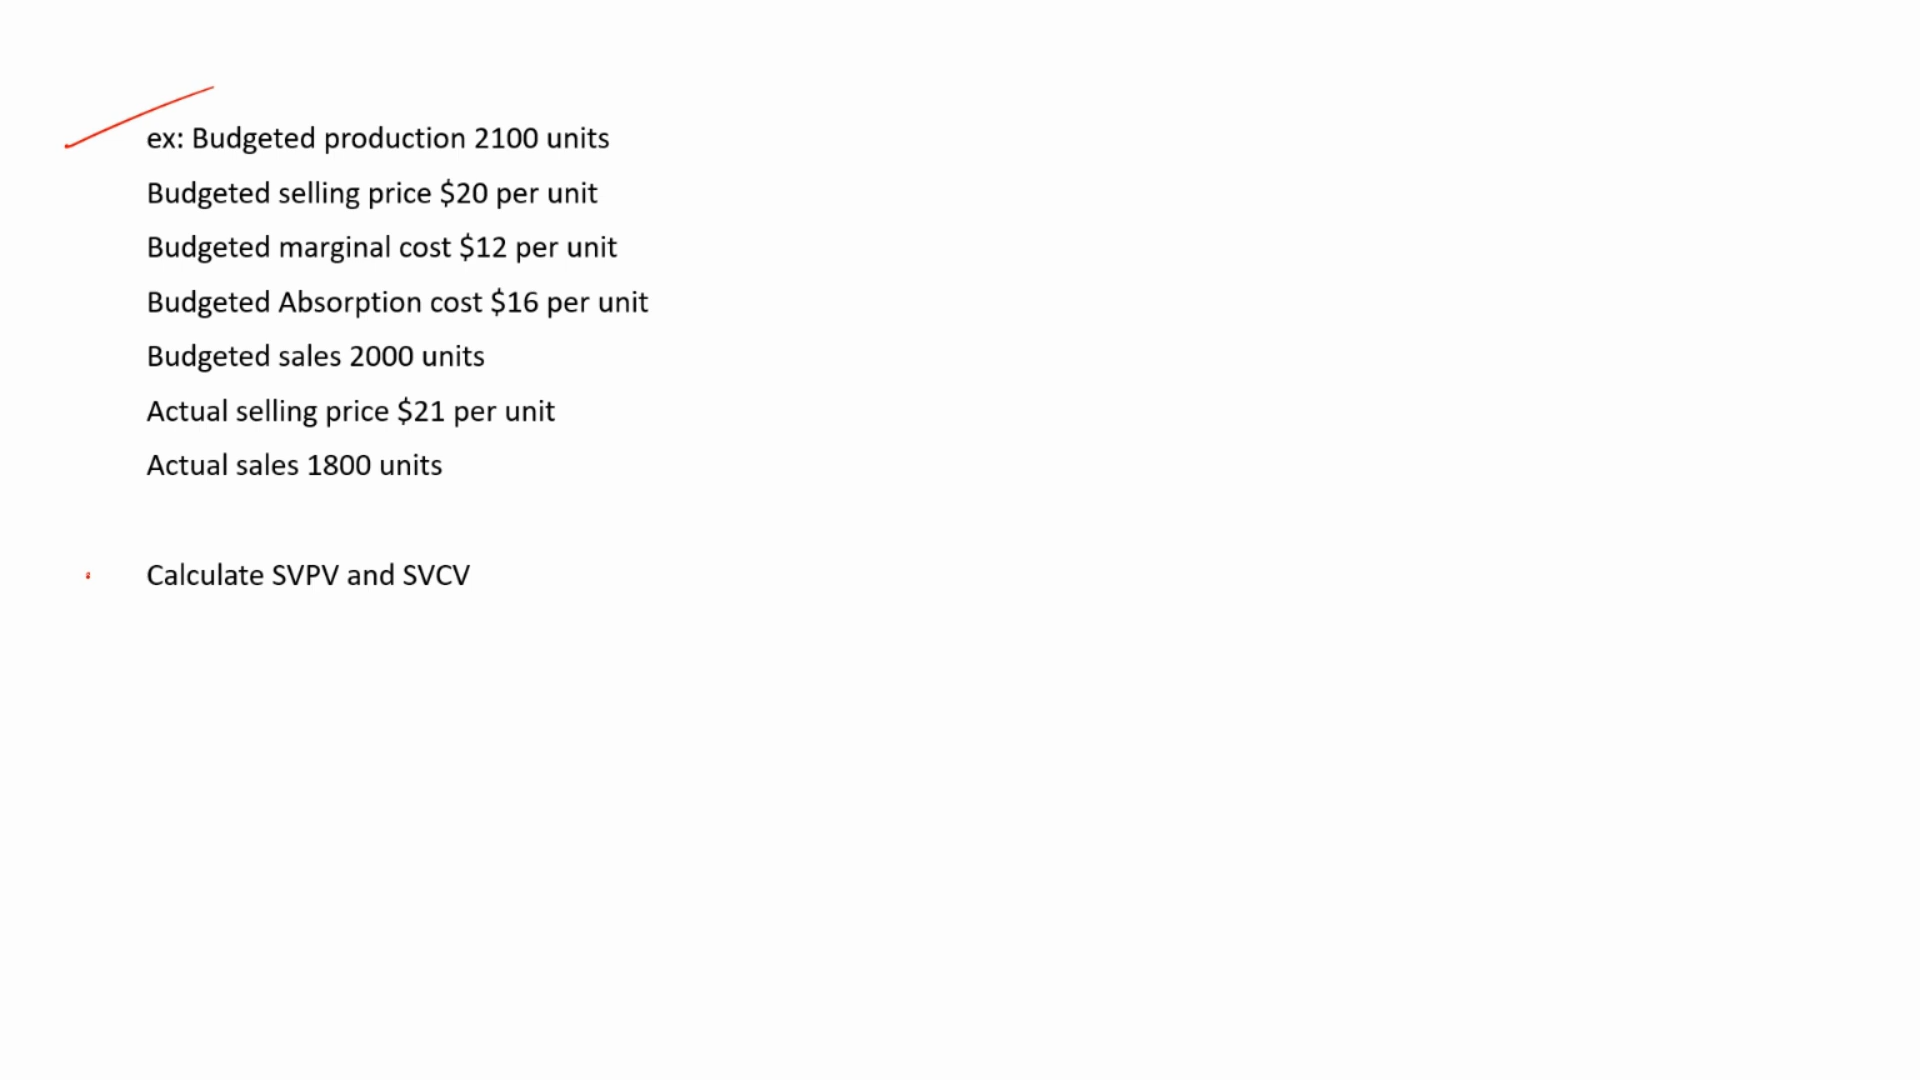 ex: Budgeted production 2100 units
Budgeted selling price $20 per unit
Budgeted marginal cost $12 per unit
Budgeted Absorption cost $16 per unit
Budgeted sales 2000 units
Actual selling price $21 per unit
Actual sales 1800 units
Calculate SVPV and SVCV